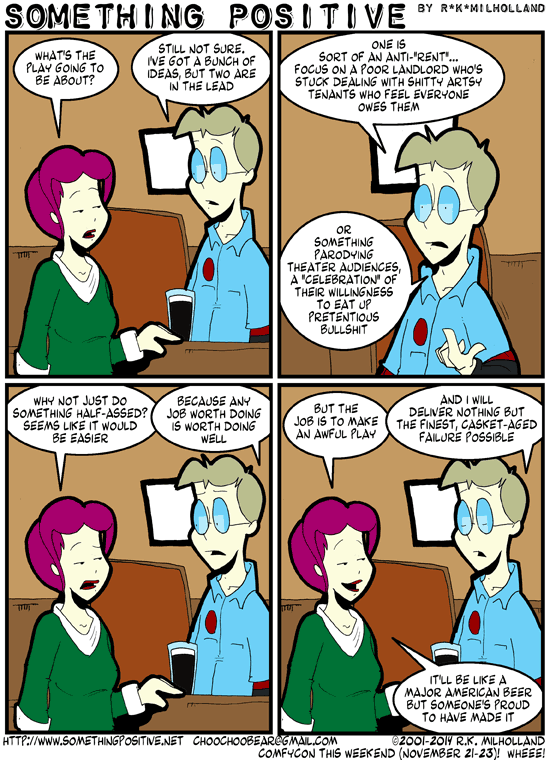 SOMETHING POSITIVE BY R*K*MILHOLLAND
WHAT'S THE
PLAY GOING TO
BE ABOUT?
STILL NOT SURE.
I'VE GOT A BUNCH OF
IDEAS, BUT TWO ARE
IN THE LEAD
ONE IS
SORT OF AN ANTI-"RENT"...
FOCUS ON A POOR LANDLORD WHO'S
STUCK DEALING WITH SHITTY ARTSY
TENANTS WHO FEEL EVERYONE
OWES THEM
OR
SOMETHING
PARODYING
THEATER AUDIENCES,
A "CELEBRATION" OF
THEIR WILLINGNESS
TO EAT UP
PRETENTIOUS
BULLSHIT
WHY NOT JUST DO
SOMETHING HALF-ASSED?
SEEMS LIKE IT WOULD
BE EASIER
BECAUSE ANY
JOB WORTH DOING
IS WORTH DOING
WELL
BUT THE
JOB IS TO MAKE
AN AWFUL PLAY
AND I WILL
DELIVER NOTHING BUT
THE FINEST, CASKET-AGED
FAILURE POSSIBLE
IT'LL BE LIKE A
MAJOR AMERICAN BEER
BUT SOMEONE'S PROUD
TO HAVE MADE IT
HTTP://WWW.SOMETHINGPOSITIVE.NET CHOOCHOOBEAR@GMAIL.COM ©2001-2014 R.K. MILHOLLAND
COMFYCON THIS WEEKEND (NOVEMBER 21-23)! WHEEE!